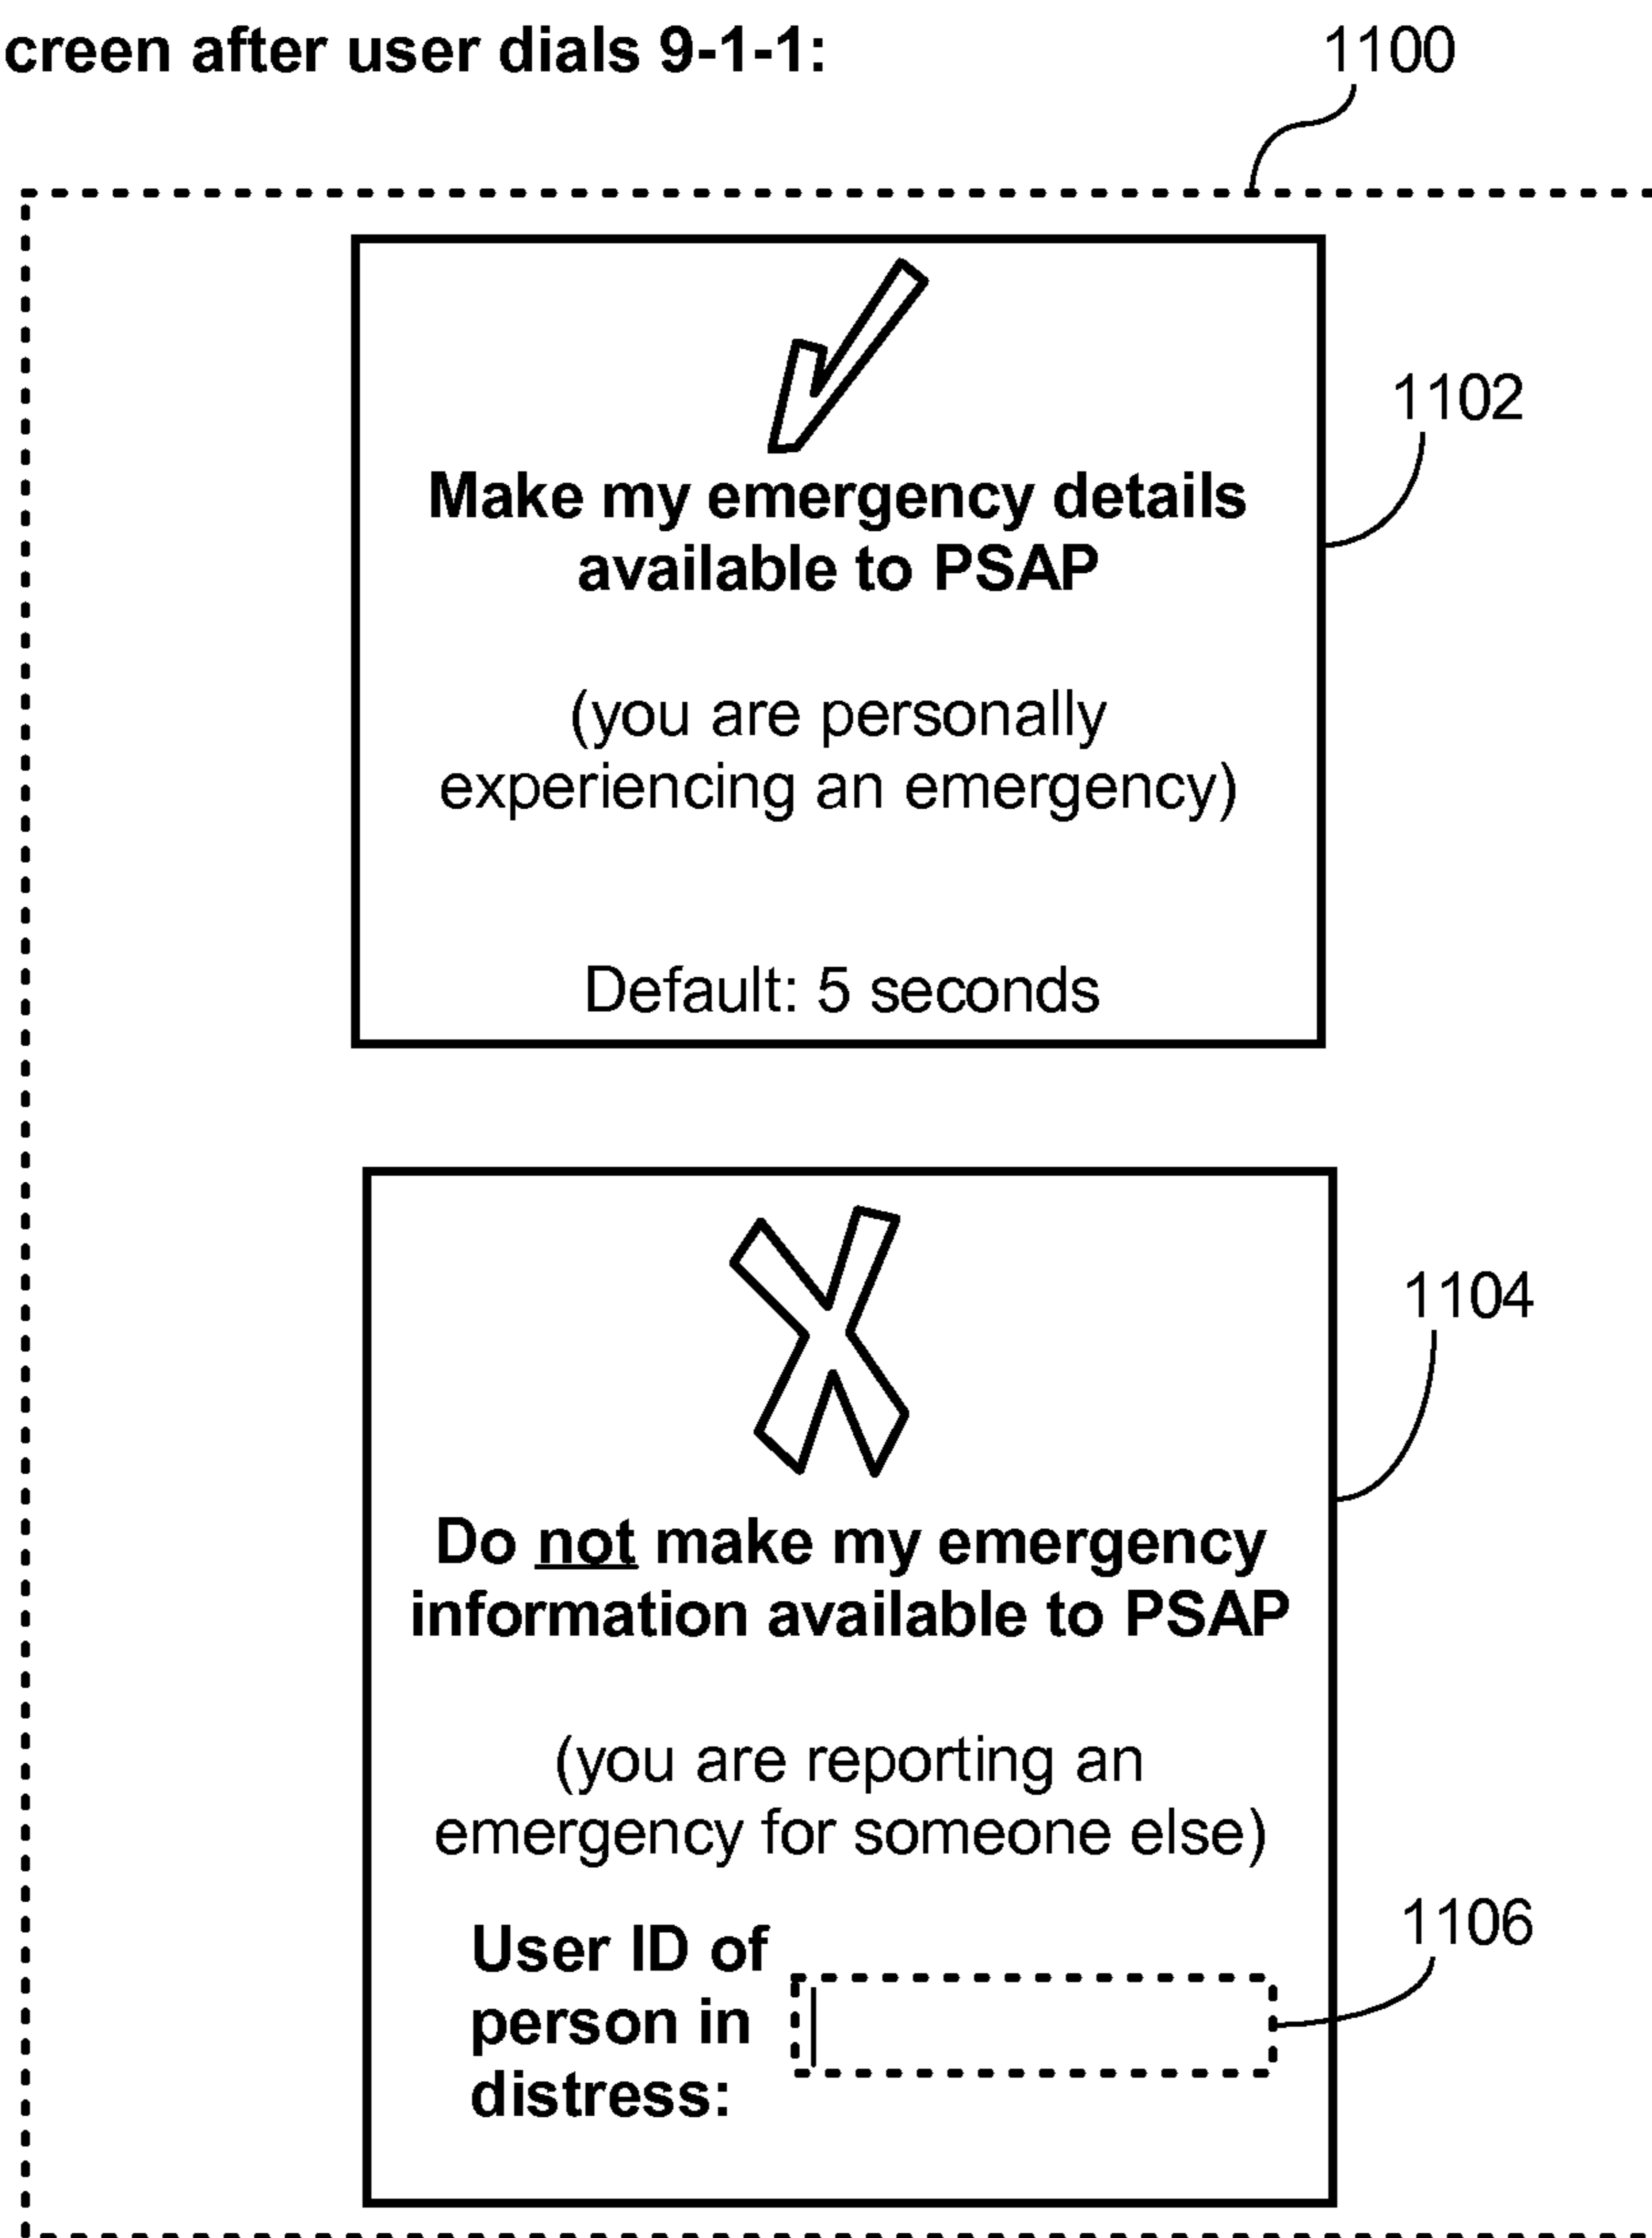 creen after user dials 9-1-1:
1100
1102
Make my emergency details
available to PSAP
(you are personally
experiencing an emergency)
Default: 5 seconds
1104
Do not make my emergency
information available to PSAP
(you are reporting an
emergency for someone else)
1106
User ID of
person in
distress: